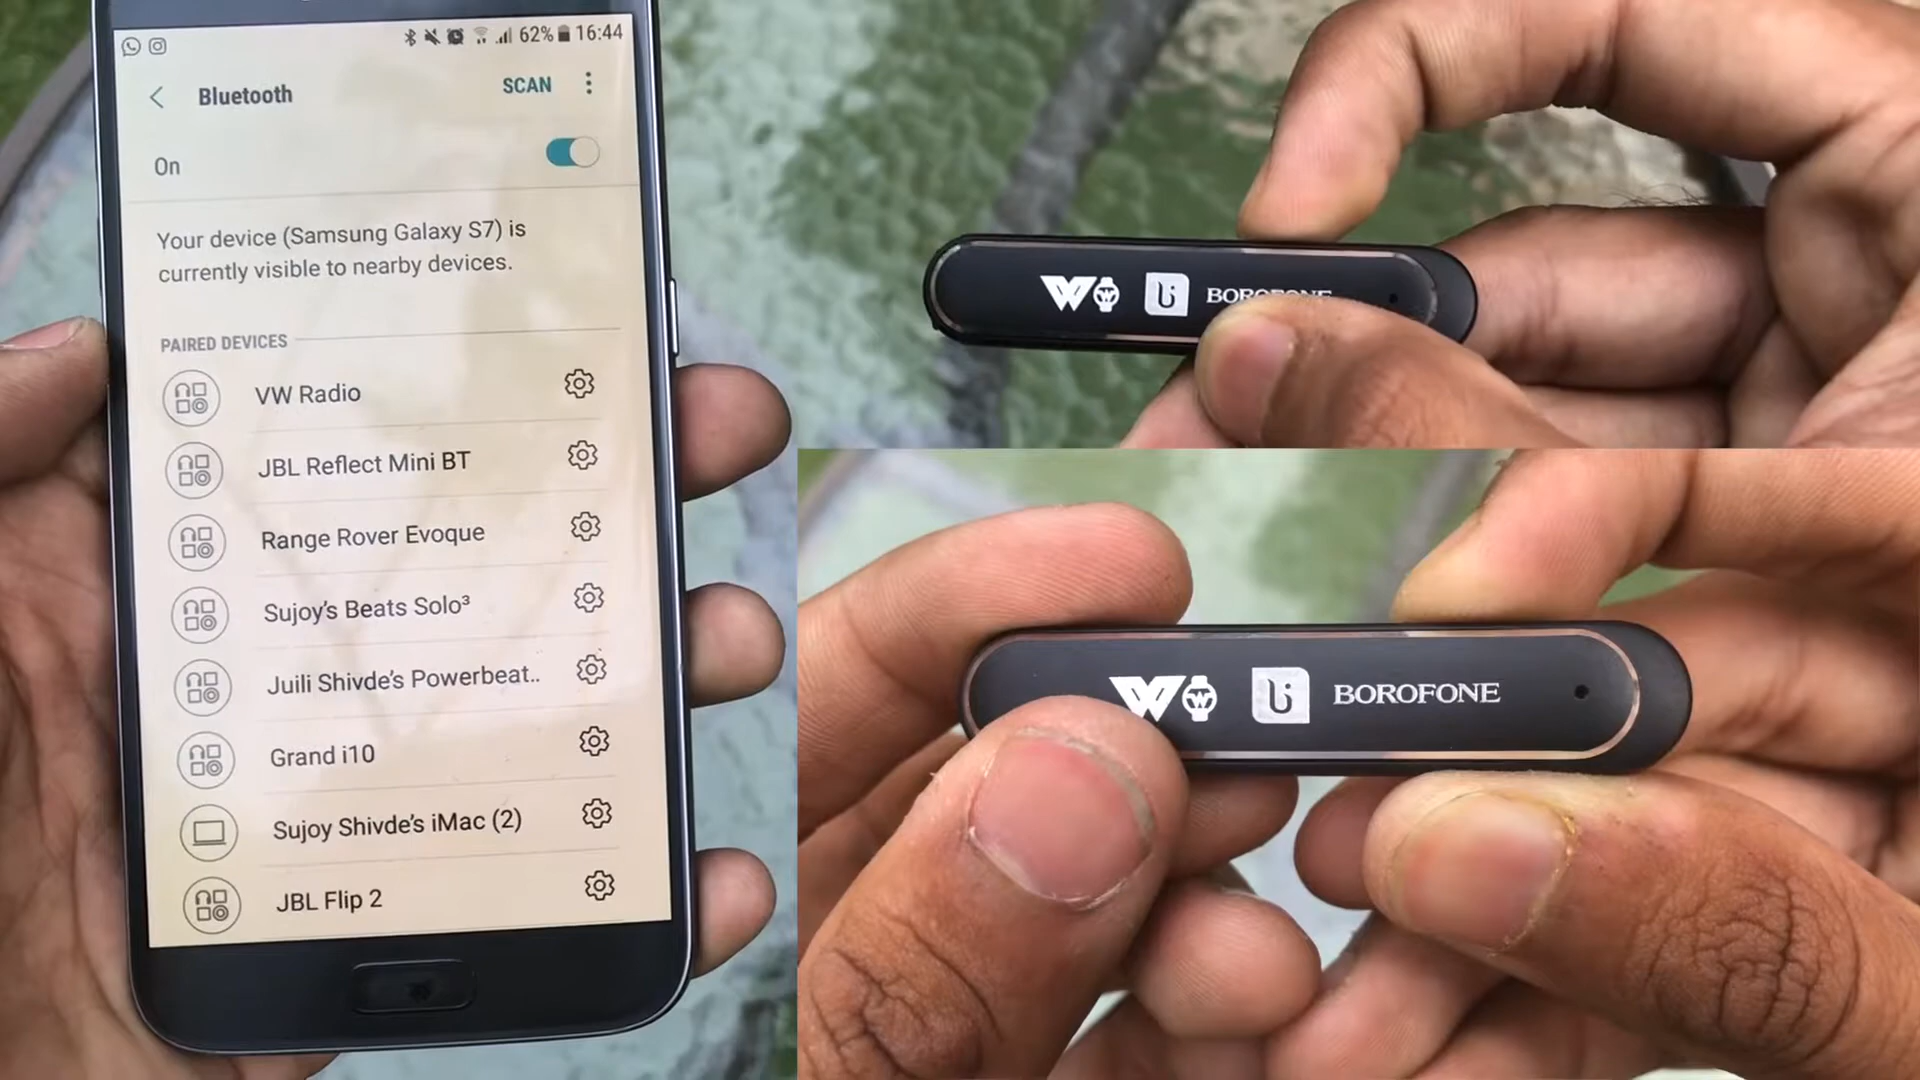 62% 16:44
Bluetooth
SCAN
On
Your device (Samsung Galaxy S7) is
currently visible to nearby devices.
PAIRED DEVICES
VW Radio
JBL Reflect Mini BT
Range Rover Evoque
Sujoy's Beats Solo³
Juili Shivde's Powerbeat..
Grand i10
Sujoy Shivde's iMac (2)
JBL Flip 2
BOROFONE
W BOROFONE